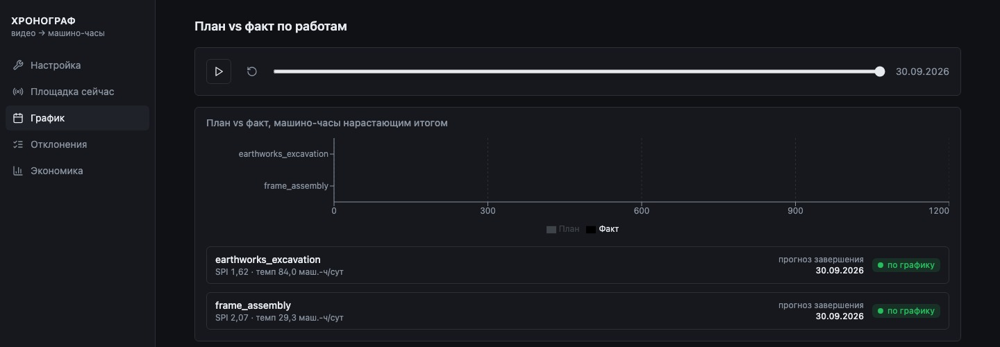 ХРОНОГРАФ
видео → машино-часы
Настройка
Площадка сейчас
График
Отклонения
Экономика
План vs факт по работам
30.09.2026
План vs факт, машино-часы нарастающим итогом
earthworks_excavation
frame_assembly
0 300 600 900 1200
План Факт
earthworks_excavation
SPI 1,62 · темп 84,0 маш.-ч/сут
прогноз завершения
30.09.2026
по графику
frame_assembly
SPI 2,07 · темп 29,3 маш.-ч/сут
прогноз завершения
30.09.2026
по графику